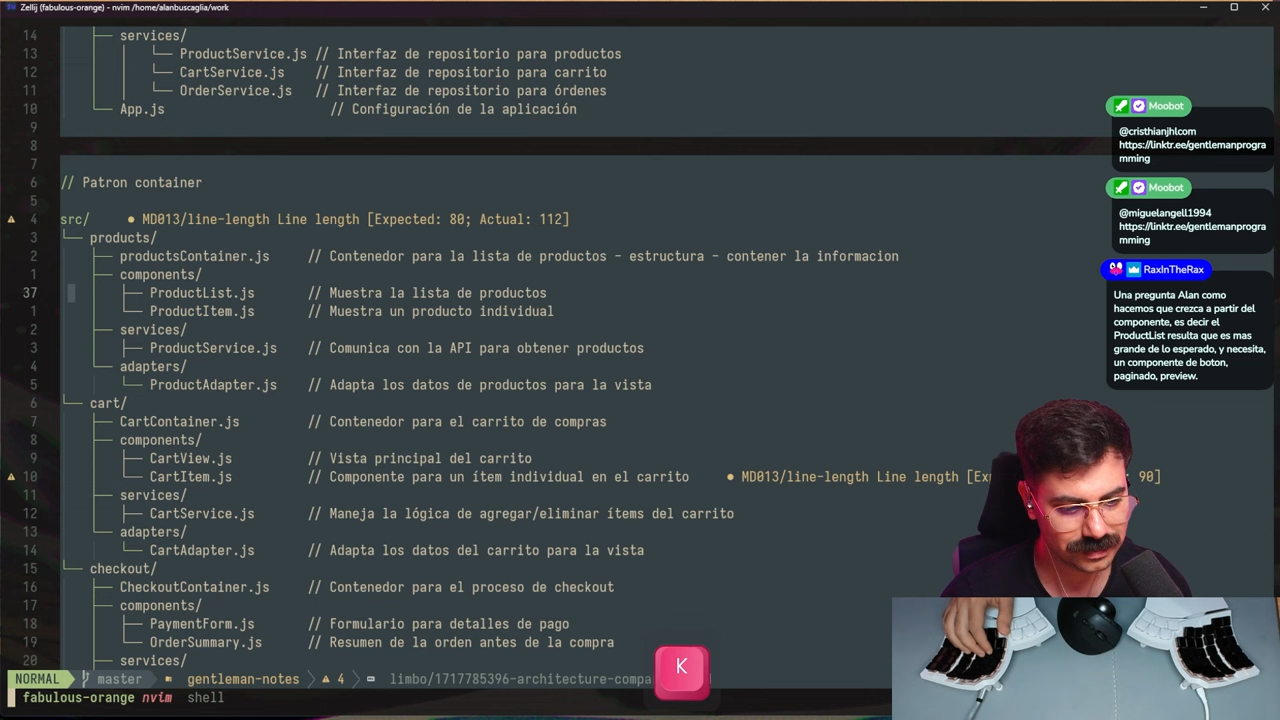 Zellij (fabulous-orange) - nvim /home/alanbuscaglia/work
14 ├── services/
13 │ └── ProductService.js // Interfaz de repositorio para productos
12 │ └── CartService.js // Interfaz de repositorio para carrito
11 │ └── OrderService.js // Interfaz de repositorio para órdenes
10 └── App.js // Configuración de la aplicación
9
8
7
6 // Patron container
5
4 src/ ● MD013/line-length Line length [Expected: 80; Actual: 112]
3 └── products/
2 ├── productsContainer.js // Contenedor para la lista de productos - estructura - contener la informacion
1 ├── components/
37 │ ├── ProductList.js // Muestra la lista de productos
1 │ └── ProductItem.js // Muestra un producto individual
2 ├── services/
3 │ ├── ProductService.js // Comunica con la API para obtener productos
4 └── adapters/
5 └── ProductAdapter.js // Adapta los datos de productos para la vista
6 └── cart/
7 ├── CartContainer.js // Contenedor para el carrito de compras
8 ├── components/
9 │ ├── CartView.js // Vista principal del carrito
10 │ └── CartItem.js // Componente para un ítem individual en el carrito ● MD013/line-length Line length [Ex 90]
11 ├── services/
12 │ ├── CartService.js // Maneja la lógica de agregar/eliminar ítems del carrito
13 └── adapters/
14 └── CartAdapter.js // Adapta los datos del carrito para la vista
15 └── checkout/
16 ├── CheckoutContainer.js // Contenedor para el proceso de checkout
17 ├── components/
18 │ ├── PaymentForm.js // Formulario para detalles de pago
19 │ └── OrderSummary.js // Resumen de la orden antes de la compra
20 ├── services/
NORMAL master gentleman-notes 4 limbo/1717785396-architecture-compa
fabulous-orange nvim shell
K
Moobot
@cristhianjhlcom
https://linktr.ee/gentlemanprogra
mming
Moobot
@miguelangell1994
https://linktr.ee/gentlemanprogra
mming
RaxInTheRax
Una pregunta Alan como
hacemos que crezca a partir del
componente, es decir el
ProductList resulta que es mas
grande de lo esperado, y necesita,
un componente de boton,
paginado, preview.